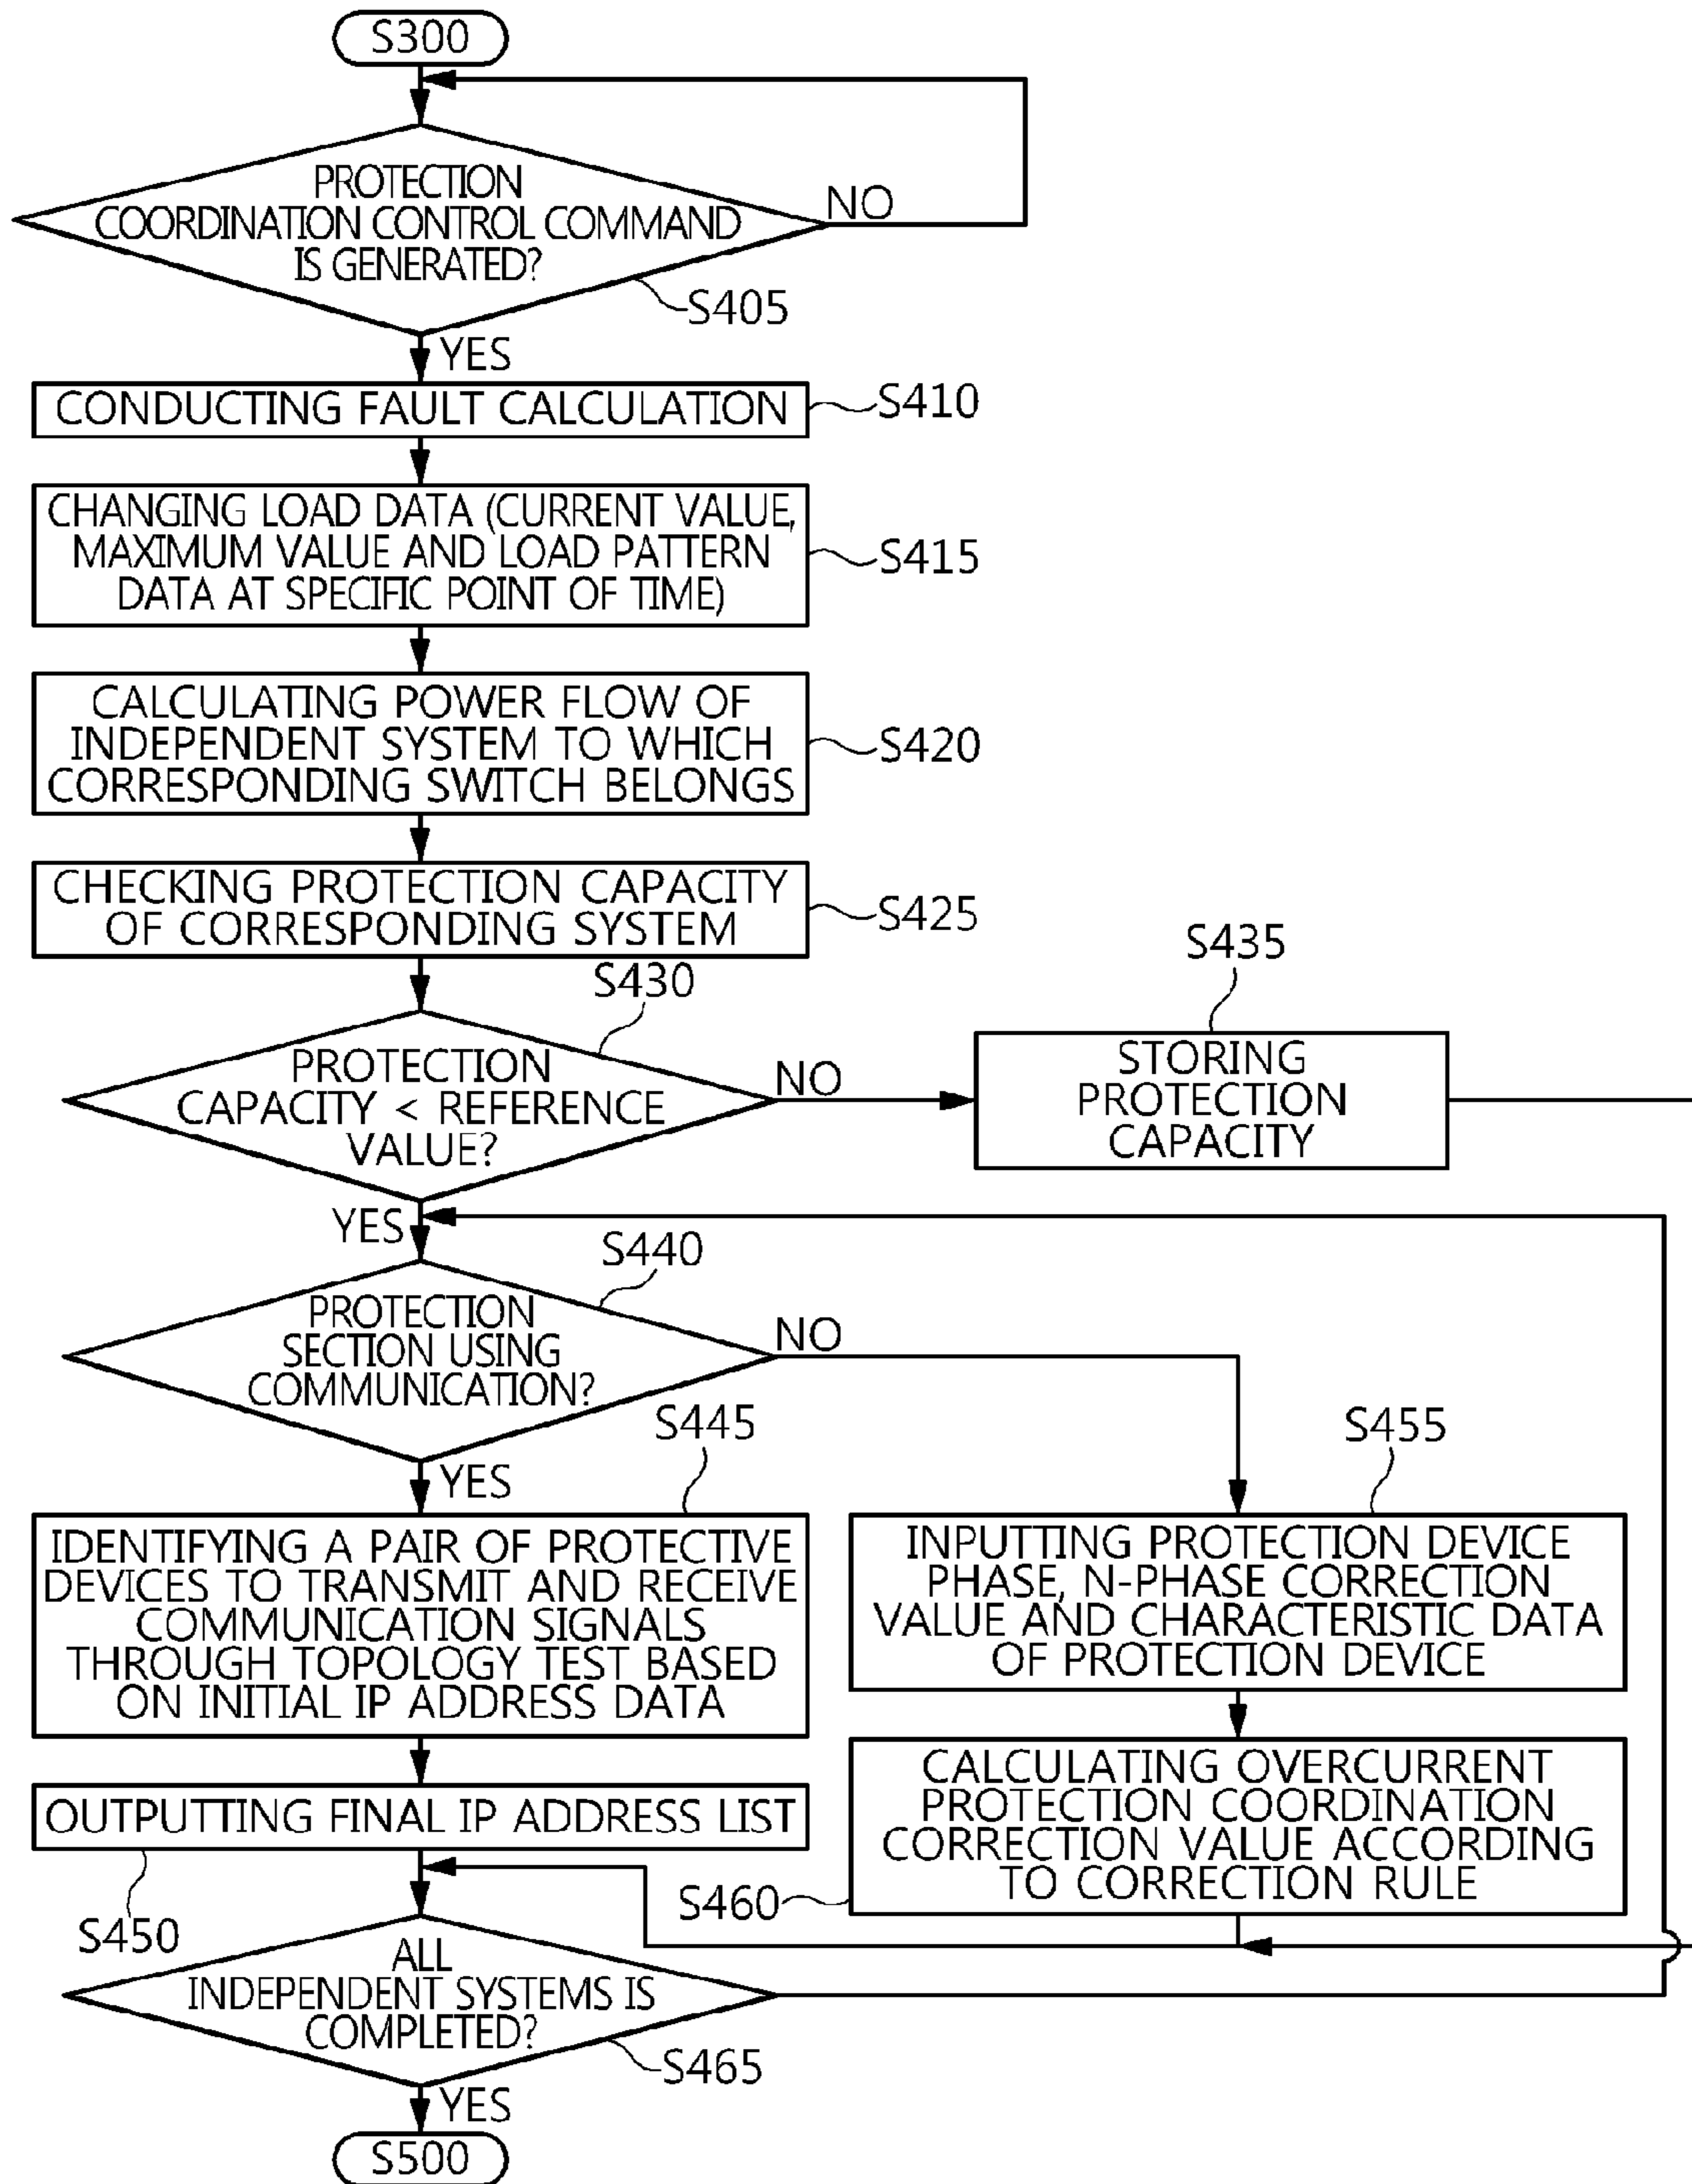 S300
PROTECTION
COORDINATION CONTROL COMMAND
IS GENERATED?
NO
S405
YES
CONDUCTING FAULT CALCULATION
S410
CHANGING LOAD DATA (CURRENT VALUE,
MAXIMUM VALUE AND LOAD PATTERN
DATA AT SPECIFIC POINT OF TIME)
S415
CALCULATING POWER FLOW OF
INDEPENDENT SYSTEM TO WHICH
CORRESPONDING SWITCH BELONGS
S420
CHECKING PROTECTION CAPACITY
OF CORRESPONDING SYSTEM
S425
S430
PROTECTION
CAPACITY < REFERENCE
VALUE?
NO
S435
STORING
PROTECTION
CAPACITY
YES
S440
PROTECTION
SECTION USING
COMMUNICATION?
NO
YES
S445
IDENTIFYING A PAIR OF PROTECTIVE
DEVICES TO TRANSMIT AND RECEIVE
COMMUNICATION SIGNALS
THROUGH TOPOLOGY TEST BASED
ON INITIAL IP ADDRESS DATA
S455
INPUTTING PROTECTION DEVICE
PHASE, N-PHASE CORRECTION
VALUE AND CHARACTERISTIC DATA
OF PROTECTION DEVICE
OUTPUTTING FINAL IP ADDRESS LIST
S450
CALCULATING OVERCURRENT
PROTECTION COORDINATION
CORRECTION VALUE ACCORDING
TO CORRECTION RULE
S460
ALL
INDEPENDENT SYSTEMS IS
COMPLETED?
S465
YES
S500